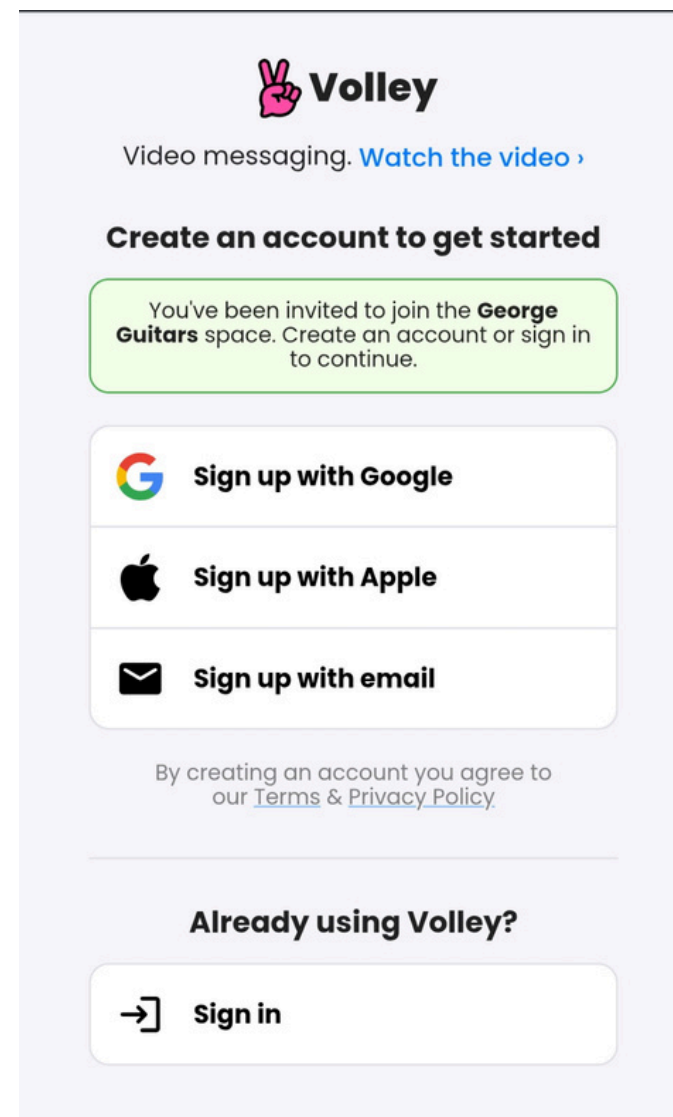 Volley
Video messaging. Watch the video ›
Create an account to get started
You've been invited to join the George
Guitars space. Create an account or sign in
to continue.
Sign up with Google
Sign up with Apple
Sign up with email
By creating an account you agree to
our Terms & Privacy Policy
Already using Volley?
Sign in